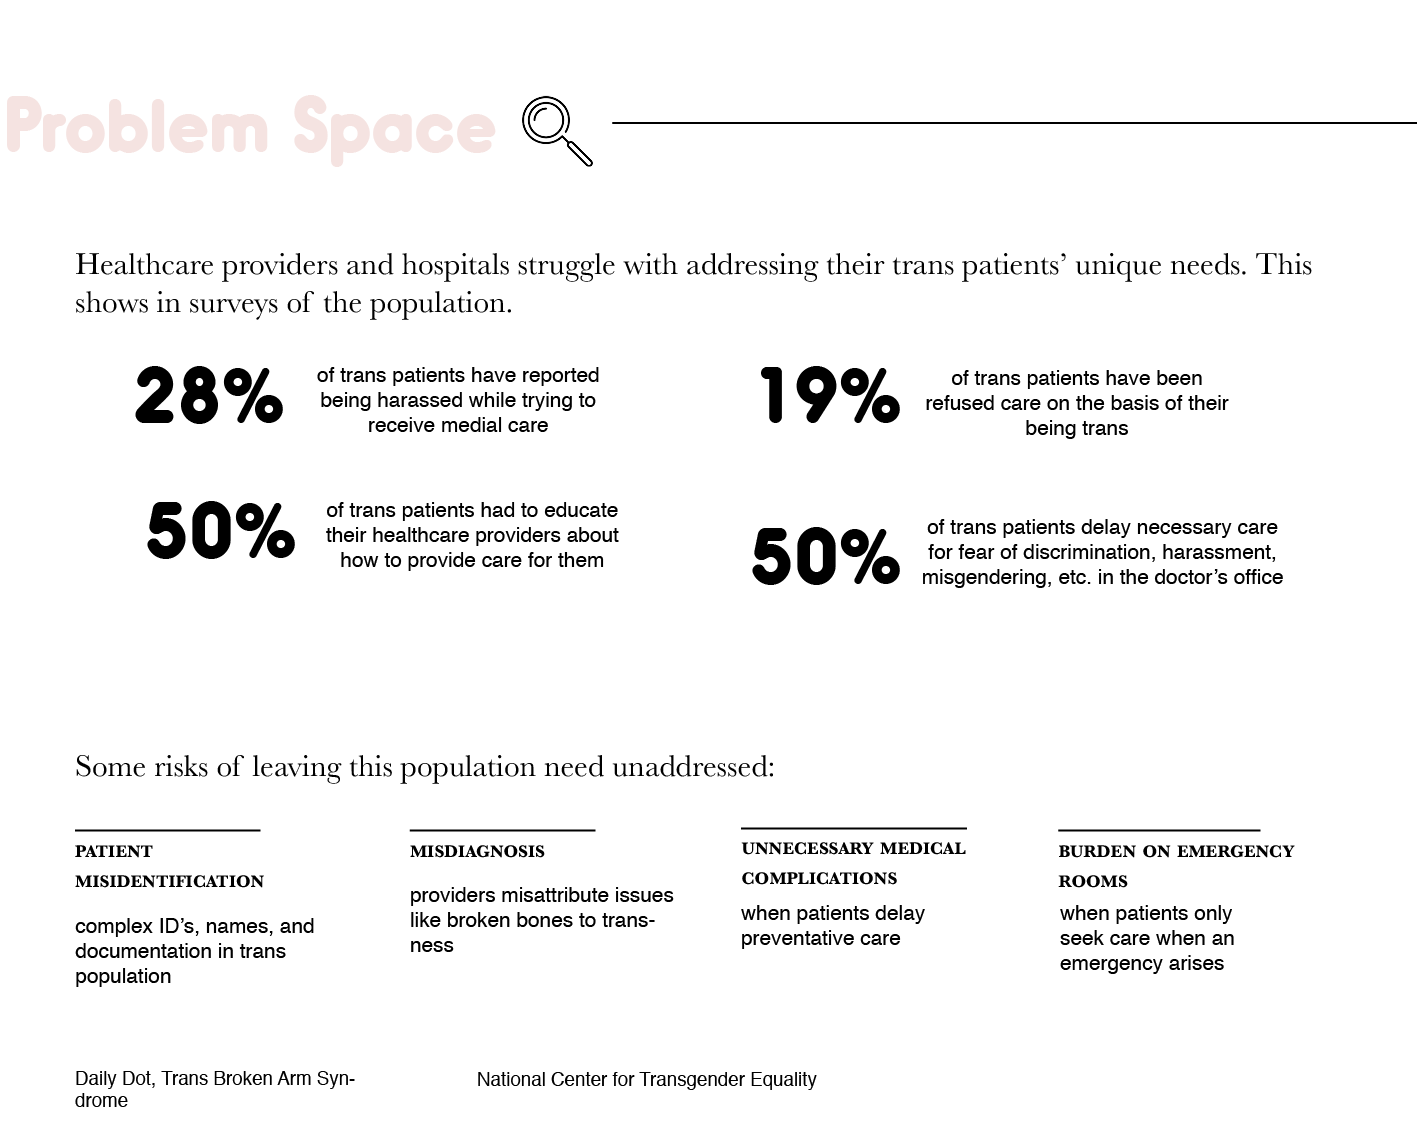 Problem Space
Healthcare providers and hospitals struggle with addressing their trans patients’ unique needs. This
shows in surveys of the population.
28%
of trans patients have reported
being harassed while trying to
receive medial care
19%
of trans patients have been
refused care on the basis of their
being trans
50%
of trans patients had to educate
their healthcare providers about
how to provide care for them
50%
of trans patients delay necessary care
for fear of discrimination, harassment,
misgendering, etc. in the doctor’s office
Some risks of leaving this population need unaddressed:
PATIENT
MISIDENTIFICATION
complex ID’s, names, and
documentation in trans
population
MISDIAGNOSIS
providers misattribute issues
like broken bones to trans-
ness
UNNECESSARY MEDICAL
COMPLICATIONS
when patients delay
preventative care
BURDEN ON EMERGENCY
ROOMS
when patients only
seek care when an
emergency arises
Daily Dot, Trans Broken Arm Syn-
drome
National Center for Transgender Equality